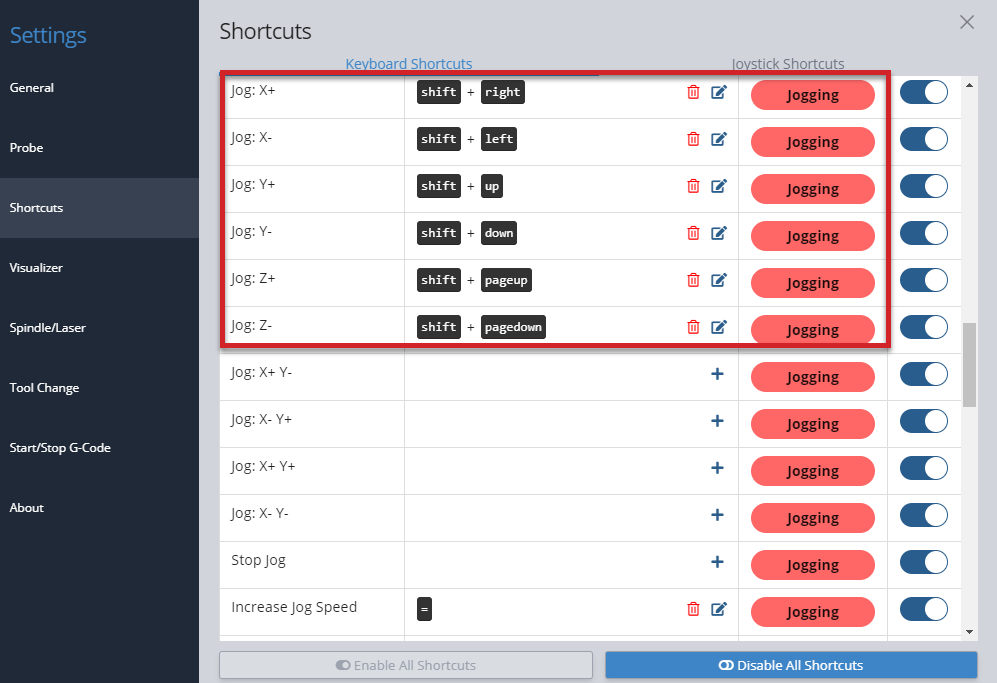 Settings
General
Probe
Shortcuts
Visualizer
Spindle/Laser
Tool Change
Start/Stop G-Code
About
Shortcuts
Keyboard Shortcuts Joystick Shortcuts
Jog: X+ shift + right Jogging
Jog: X- shift + left Jogging
Jog: Y+ shift + up Jogging
Jog: Y- shift + down Jogging
Jog: Z+ shift + pageup Jogging
Jog: Z- shift + pagedown Jogging
Jog: X+ Y- Jogging
Jog: X- Y+ Jogging
Jog: X+ Y+ Jogging
Jog: X- Y- Jogging
Stop Jog Jogging
Increase Jog Speed = Jogging
Enable All Shortcuts Disable All Shortcuts